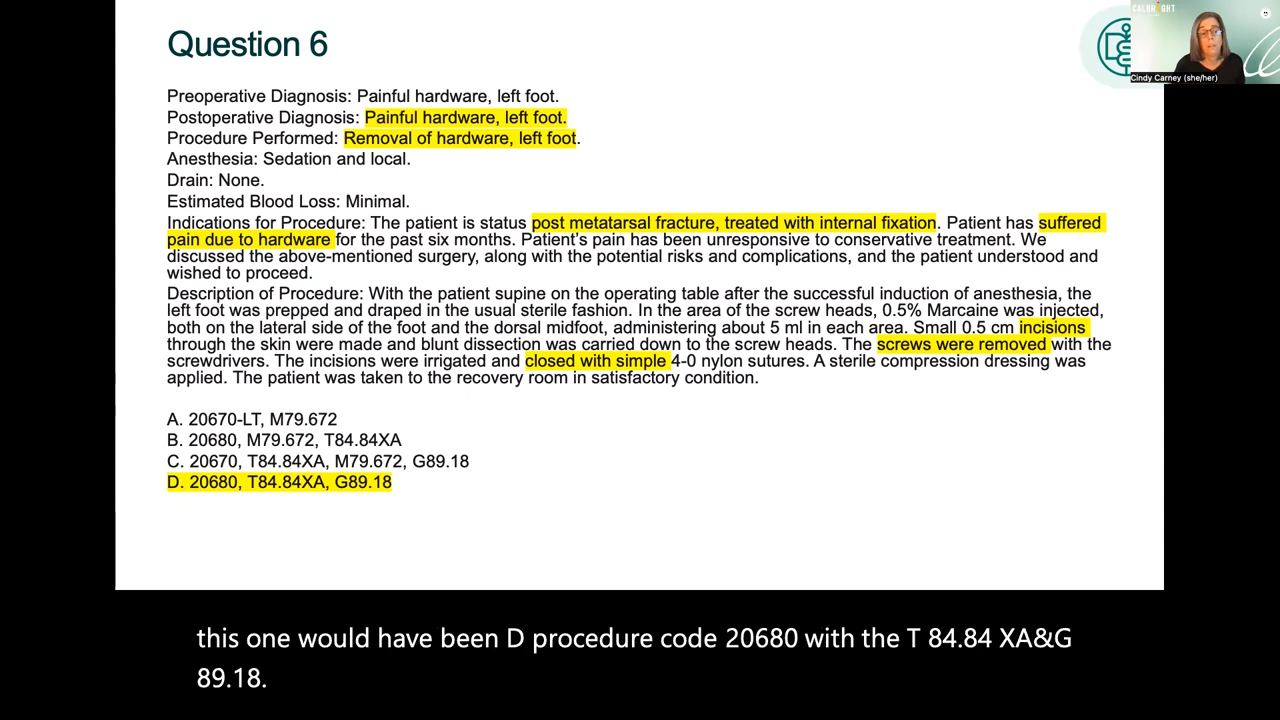 CALBRIGHT
Cindy Carney (she/her)
Question 6
Preoperative Diagnosis: Painful hardware, left foot.
Postoperative Diagnosis: Painful hardware, left foot.
Procedure Performed: Removal of hardware, left foot.
Anesthesia: Sedation and local.
Drain: None.
Estimated Blood Loss: Minimal.
Indications for Procedure: The patient is status post metatarsal fracture, treated with internal fixation. Patient has suffered
pain due to hardware for the past six months. Patient's pain has been unresponsive to conservative treatment. We
discussed the above-mentioned surgery, along with the potential risks and complications, and the patient understood and
wished to proceed.
Description of Procedure: With the patient supine on the operating table after the successful induction of anesthesia, the
left foot was prepped and draped in the usual sterile fashion. In the area of the screw heads, 0.5% Marcaine was injected,
both on the lateral side of the foot and the dorsal midfoot, administering about 5 ml in each area. Small 0.5 cm incisions
through the skin were made and blunt dissection was carried down to the screw heads. The screws were removed with the
screwdrivers. The incisions were irrigated and closed with simple 4-0 nylon sutures. A sterile compression dressing was
applied. The patient was taken to the recovery room in satisfactory condition.
A. 20670-LT, M79.672
B. 20680, M79.672, T84.84XA
C. 20670, T84.84XA, M79.672, G89.18
D. 20680, T84.84XA, G89.18
this one would have been D procedure code 20680 with the T 84.84 XA&G
89.18.